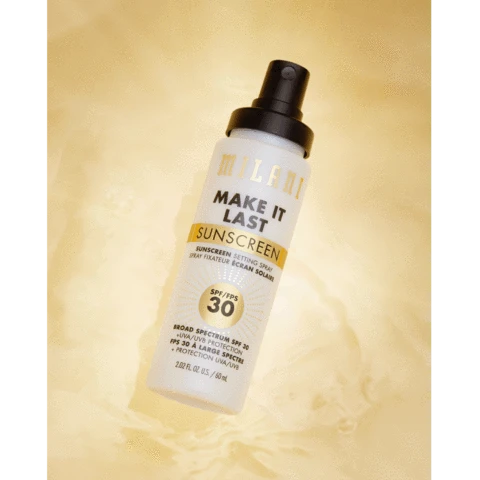 MILANI
MAKE IT
LAST
SUNSCREEN
SUNSCREEN SETTING SPRAY
SPRAY FIXATEUR ÉCRAN SOLAIRE
SPF/FPS
30
BROAD SPECTRUM SPF 30
+UVA/UVB PROTECTION
FPS 30 À LARGE SPECTRE
+ PROTECTION UVA/UVB
2.02 FL. OZ. U.S. / 60 mL